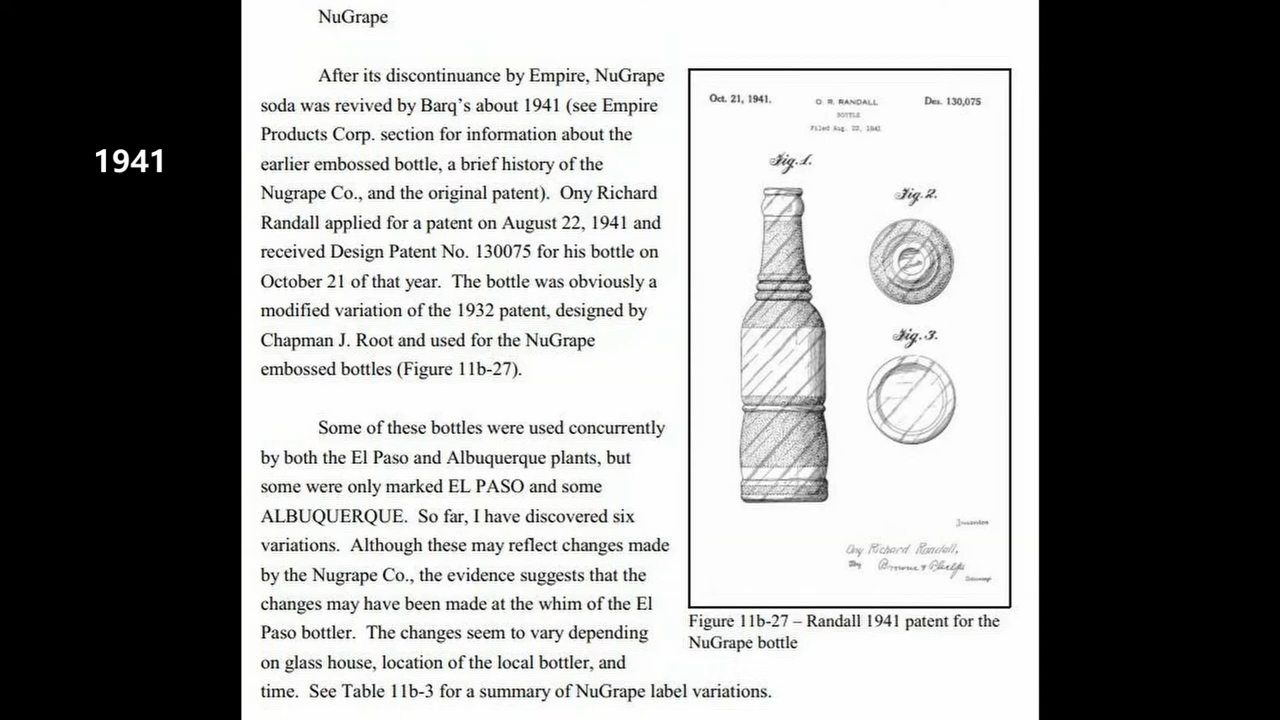 NuGrape
1941
After its discontinuance by Empire, NuGrape
soda was revived by Barq's about 1941 (see Empire
Products Corp. section for information about the
earlier embossed bottle, a brief history of the
Nugrape Co., and the original patent).  Ony Richard
Randall applied for a patent on August 22, 1941 and
received Design Patent No. 130075 for his bottle on
October 21 of that year.  The bottle was obviously a
modified variation of the 1932 patent, designed by
Chapman J. Root and used for the NuGrape
embossed bottles (Figure 11b-27).
Some of these bottles were used concurrently
by both the El Paso and Albuquerque plants, but
some were only marked EL PASO and some
ALBUQUERQUE.  So far, I have discovered six
variations.  Although these may reflect changes made
by the Nugrape Co., the evidence suggests that the
changes may have been made at the whim of the El
Paso bottler.  The changes seem to vary depending
on glass house, location of the local bottler, and
time.  See Table 11b-3 for a summary of NuGrape label variations.
Oct. 21, 1941.
O. R. RANDALL
Des. 130,075
BOTTLE
Filed Aug. 22, 1941
Fig. 1.
Fig. 2.
Fig. 3.
Inventor
Ony Richard Randall,
By Browne & Phelps
Attorneys
Figure 11b-27 – Randall 1941 patent for the
NuGrape bottle